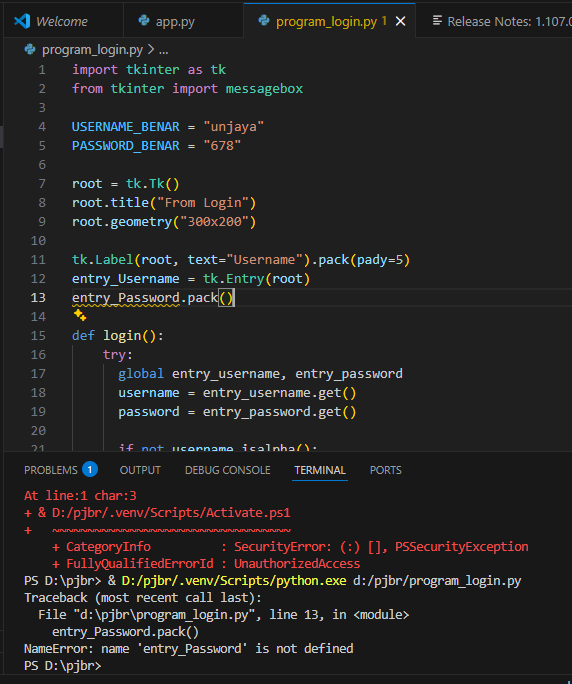 Welcome app.py program_login.py 1 Release Notes: 1.107.0
program_login.py > ...
1 import tkinter as tk
2 from tkinter import messagebox
3
4 USERNAME_BENAR = "unjaya"
5 PASSWORD_BENAR = "678"
6
7 root = tk.Tk()
8 root.title("From Login")
9 root.geometry("300x200")
10
11 tk.Label(root, text="Username").pack(pady=5)
12 entry_Username = tk.Entry(root)
13 entry_Password.pack()
14
15 def login():
16 try:
17 global entry_username, entry_password
18 username = entry_username.get()
19 password = entry_password.get()
20
21 if not username.isalpha():
PROBLEMS 1 OUTPUT DEBUG CONSOLE TERMINAL PORTS
At line:1 char:3
+ & D:/pjbr/.venv/Scripts/Activate.ps1
+ ~~~~~~~~~~~~~~~~~~~~~~~~~~~~~~~~~~
+ CategoryInfo : SecurityError: (:) [], PSSecurityException
+ FullyQualifiedErrorId : UnauthorizedAccess
PS D:\pjbr> & D:/pjbr/.venv/Scripts/python.exe d:/pjbr/program_login.py
Traceback (most recent call last):
File "d:\pjbr\program_login.py", line 13, in <module>
entry_Password.pack()
NameError: name 'entry_Password' is not defined
PS D:\pjbr>